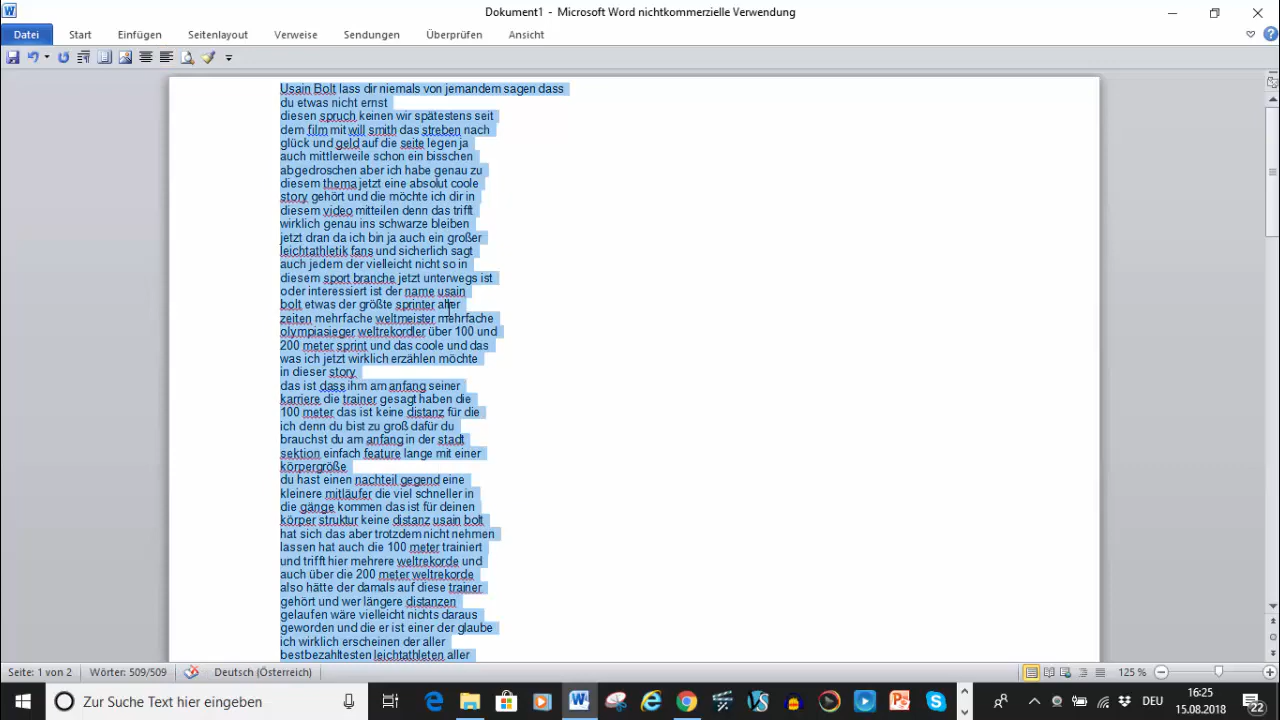 Dokument1 - Microsoft Word nichtkommerzielle Verwendung
Datei Start Einfügen Seitenlayout Verweise Sendungen Überprüfen Ansicht
Usain Bolt lass dir niemals von jemandem sagen dass
du etwas nicht ernst
diesen spruch keinen wir spätestens seit
dem film mit will smith das streben nach
glück und geld auf die seite legen ja
auch mittlerweile schon ein bisschen
abgedroschen aber ich habe genau zu
diesem thema jetzt eine absolut coole
story gehört und die möchte ich dir in
diesem video mitteilen denn das trifft
wirklich genau ins schwarze bleiben
jetzt dran da ich bin ja auch ein großer
leichtathletik fans und sicherlich sagt
auch jedem der vielleicht nicht so in
diesem sport branche jetzt unterwegs ist
oder interessiert ist der name usain
bolt etwas der größte sprinter aller
zeiten mehrfache weltmeister mehrfache
olympiasieger weltrekordler über 100 und
200 meter sprint und das coole und das
was ich jetzt wirklich erzählen möchte
in dieser story
das ist dass ihm am anfang seiner
karriere die trainer gesagt haben die
100 meter das ist keine distanz für die
ich denn du bist zu groß dafür du
brauchst du am anfang in der stadt
sektion einfach feature lange mit einer
körpergröße
du hast einen nachteil gegend eine
kleinere mitläufer die viel schneller in
die gänge kommen das ist für deinen
körper struktur keine distanz usain bolt
hat sich das aber trotzdem nicht nehmen
lassen hat auch die 100 meter trainiert
und trifft hier mehrere weltrekorde und
auch über die 200 meter weltrekorde
also hätte der damals auf diese trainer
gehört und wer längere distanzen
gelaufen wäre vielleicht nichts daraus
geworden und die er ist einer der glaube
ich wirklich erscheinen der aller
bestbezahltesten leichtathleten aller
Seite: 1 von 2 Wörter: 509/509 Deutsch (Österreich) 125 %
Zur Suche Text hier eingeben DEU 16:25
15.08.2018 22